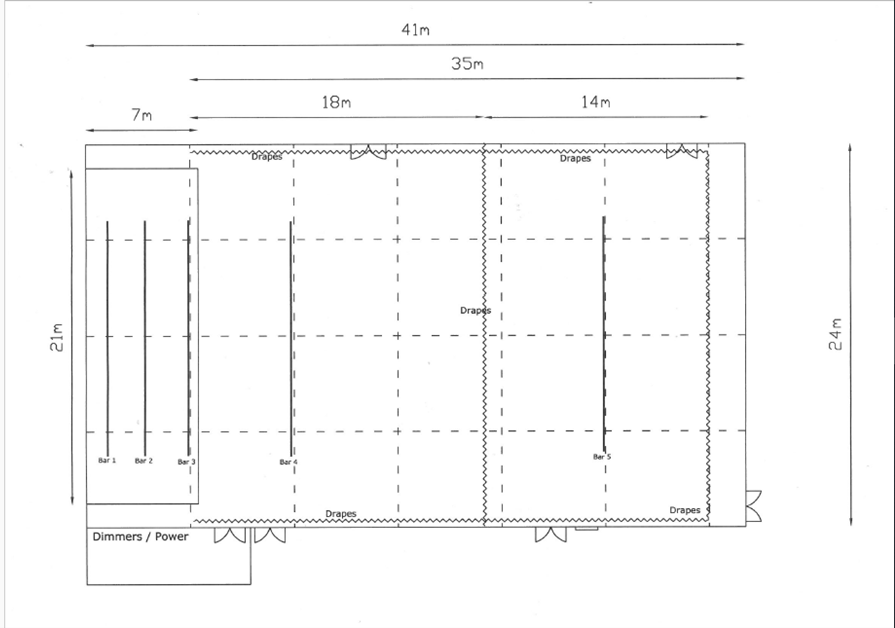 41m
35m
18m
14m
7m
Drapes
Drapes
Drapes
21m
24m
Bar 1
Bar 2
Bar 3
Bar 4
Bar 5
Drapes
Drapes
Dimmers / Power